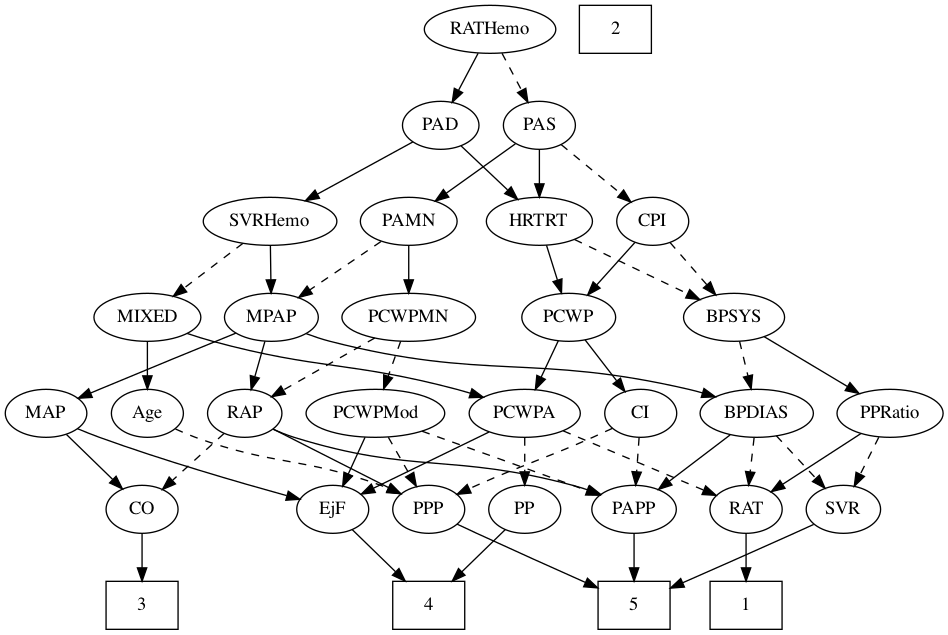 RATHemo 2
PAD PAS
SVRHemo PAMN HRTRT CPI
MIXED MPAP PCWPMN PCWP BPSYS
MAP Age RAP PCWPMod PCWPA CI BPDIAS PPRatio
CO EjF PPP PP PAPP RAT SVR
3 4 5 1